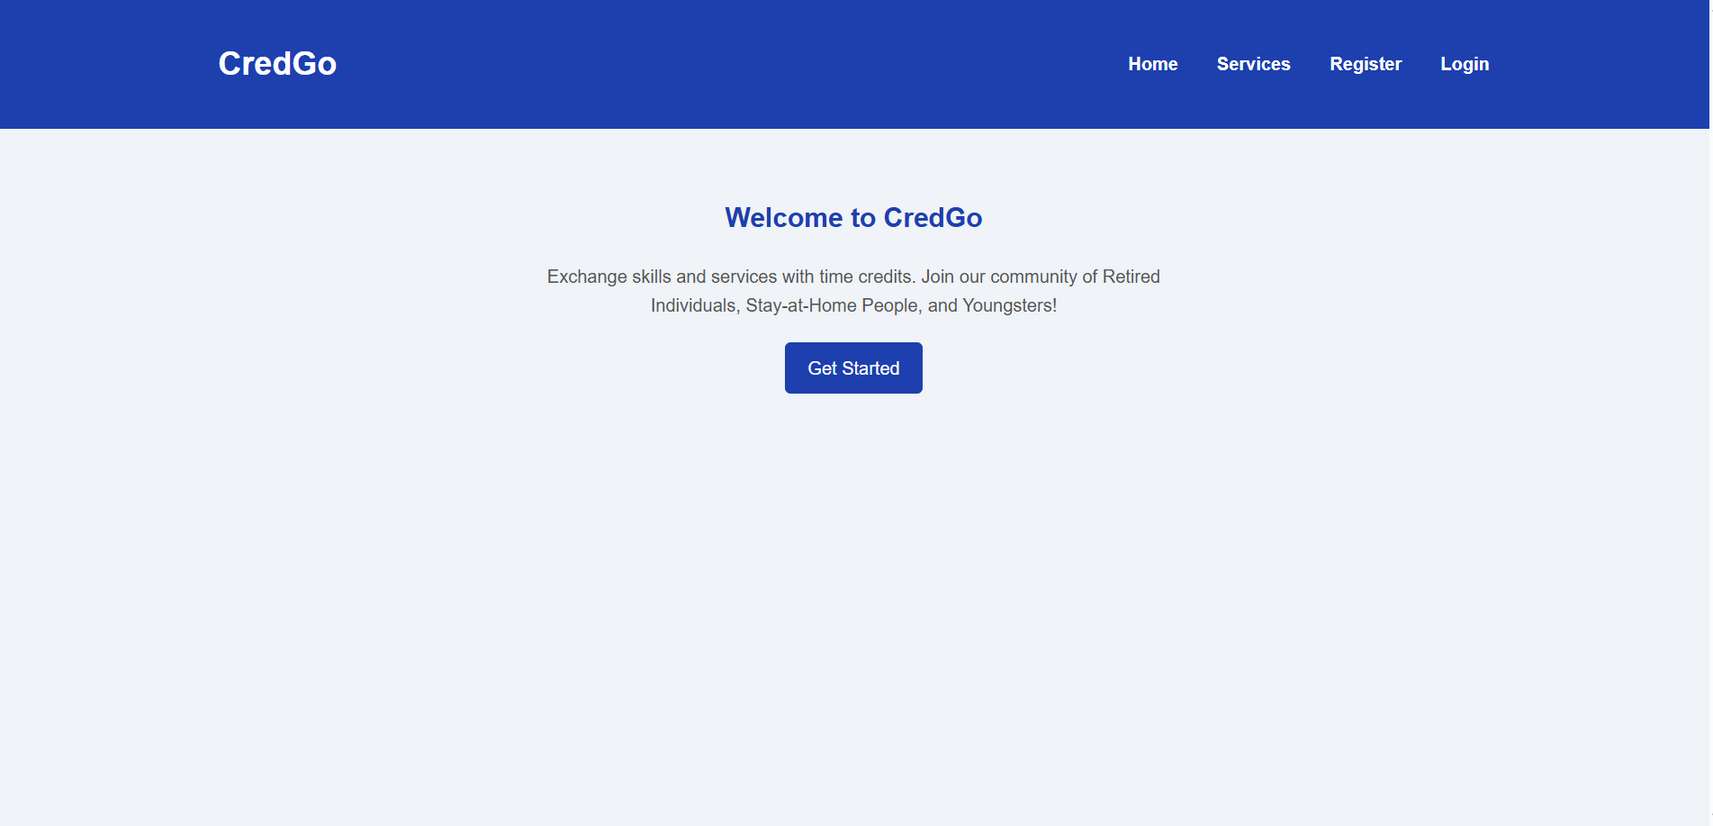 CredGo
Home Services Register Login
Welcome to CredGo
Exchange skills and services with time credits. Join our community of Retired
Individuals, Stay-at-Home People, and Youngsters!
Get Started